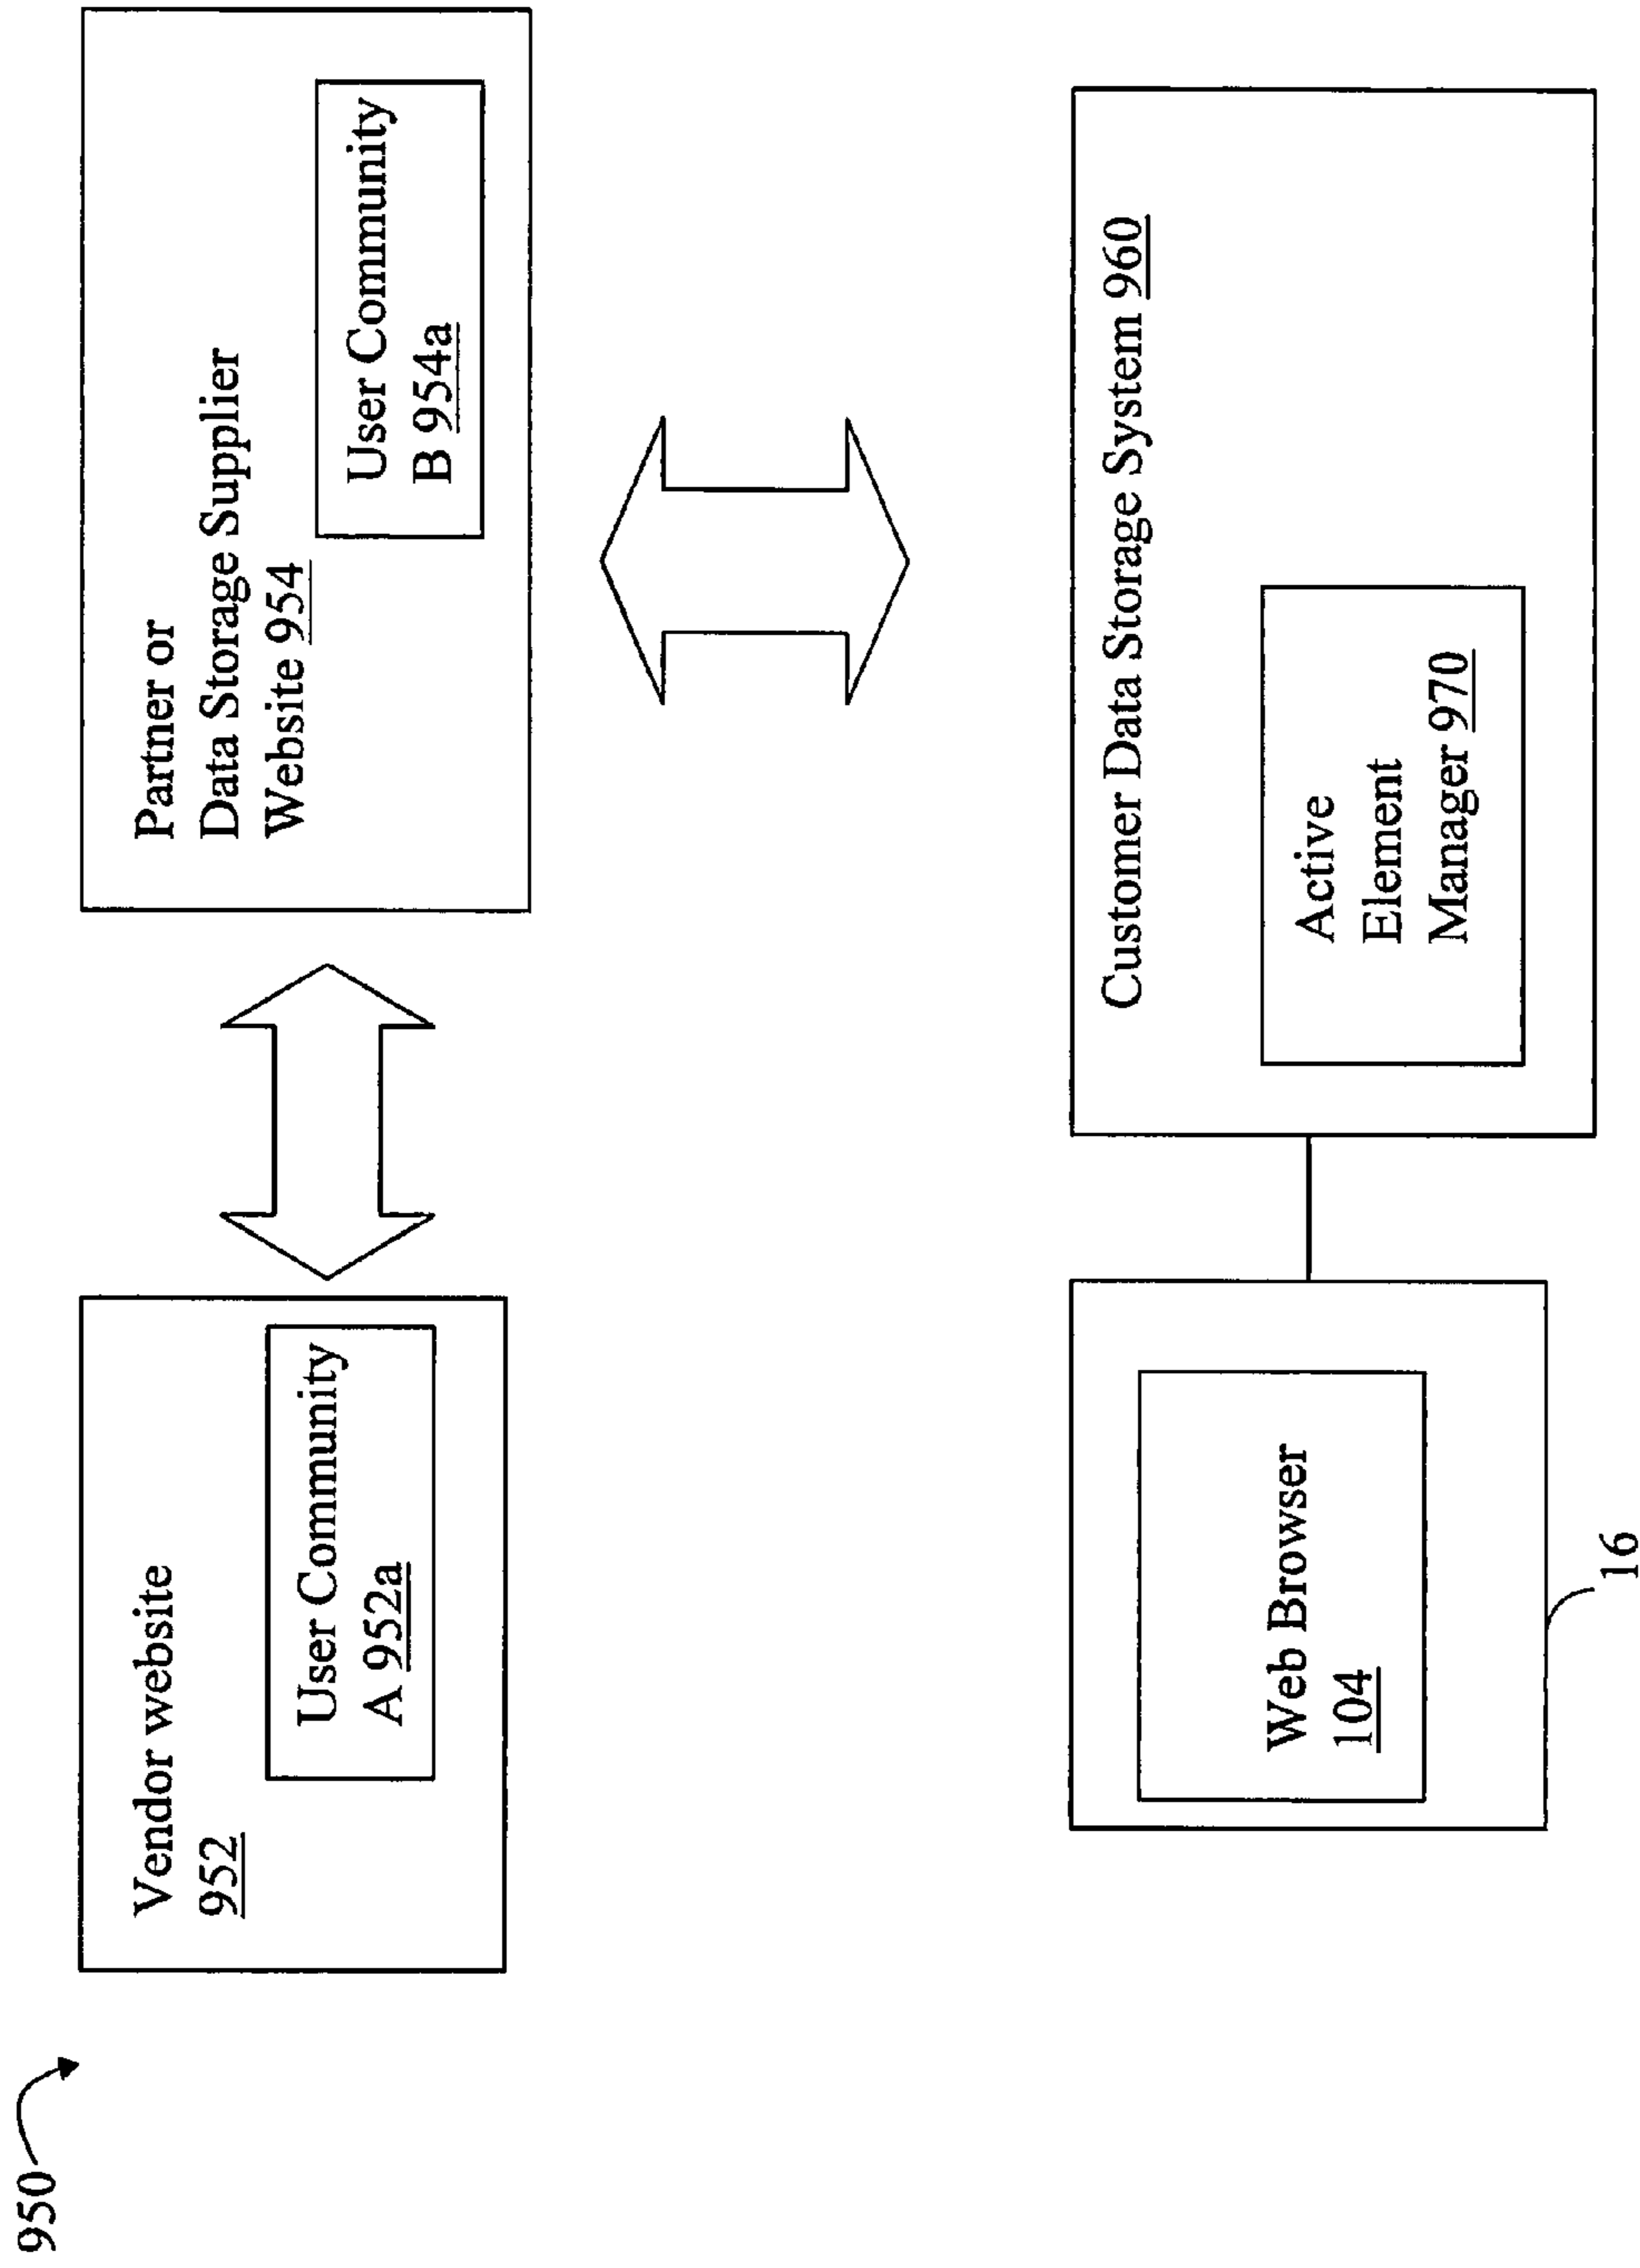 950
Vendor website
952
User Community
A 952a
Partner or
Data Storage Supplier
Website 954
User Community
B 954a
Web Browser
104
16
Customer Data Storage System 960
Active
Element
Manager 970